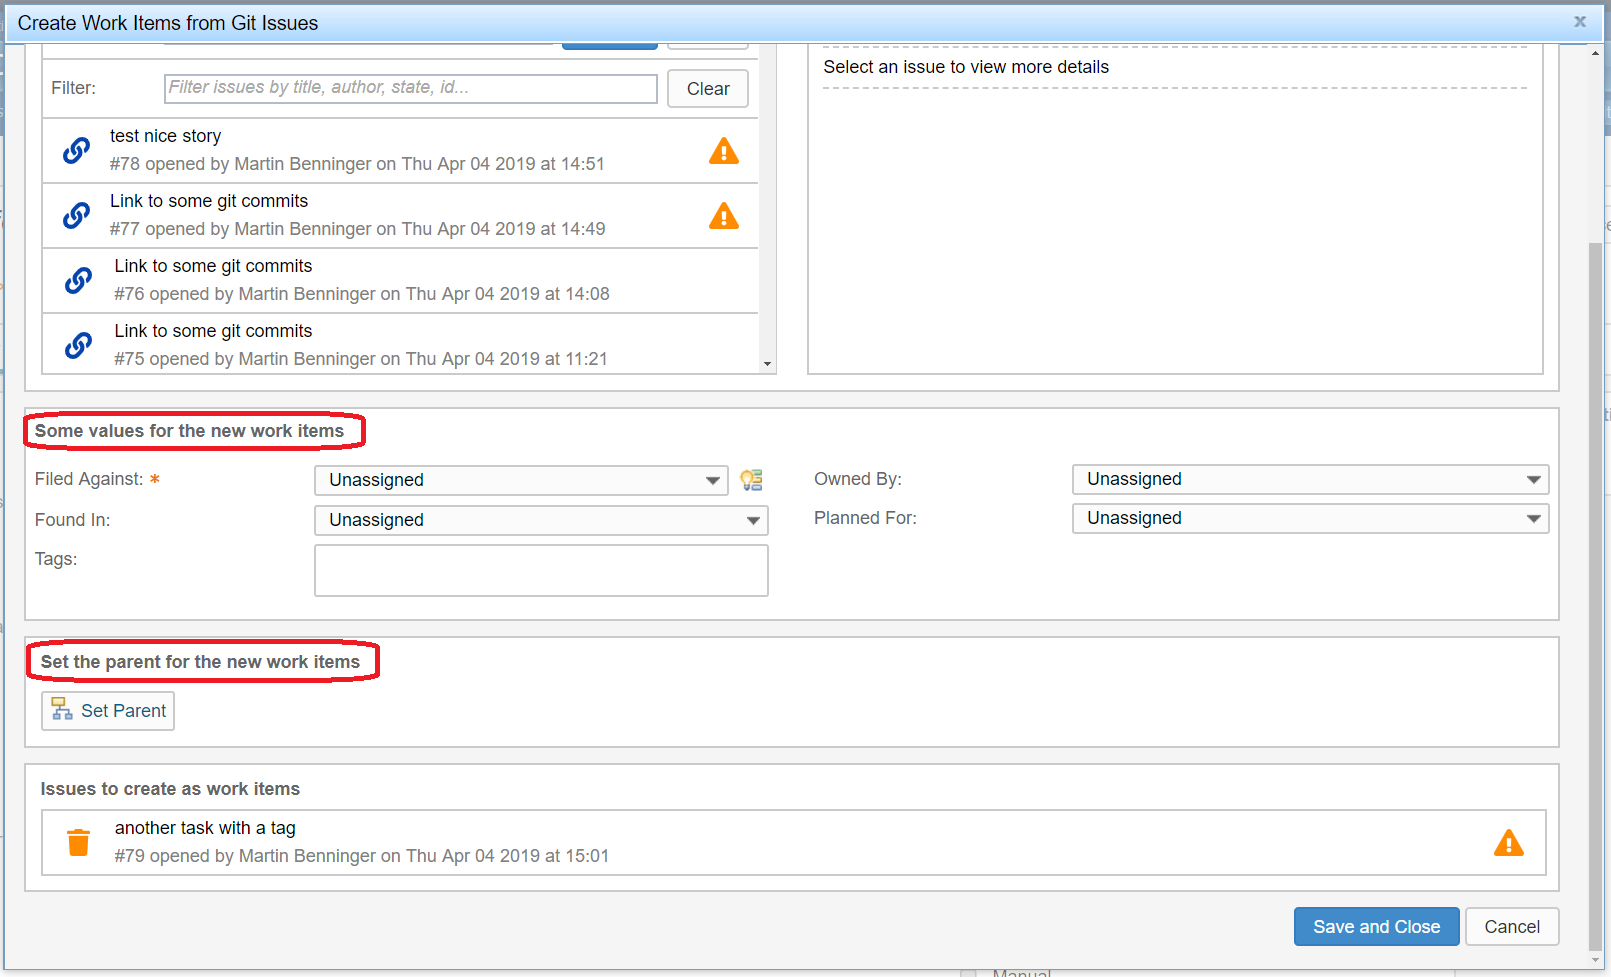 Create Work Items from Git Issues
Filter:
Filter issues by title, author, state, id...
Clear
test nice story
#78 opened by Martin Benninger on Thu Apr 04 2019 at 14:51
Link to some git commits
#77 opened by Martin Benninger on Thu Apr 04 2019 at 14:49
Link to some git commits
#76 opened by Martin Benninger on Thu Apr 04 2019 at 14:08
Link to some git commits
#75 opened by Martin Benninger on Thu Apr 04 2019 at 11:21
Select an issue to view more details
Some values for the new work items
Filed Against: *
Unassigned
Owned By:
Unassigned
Found In:
Unassigned
Planned For:
Unassigned
Tags:
Set the parent for the new work items
Set Parent
Issues to create as work items
another task with a tag
#79 opened by Martin Benninger on Thu Apr 04 2019 at 15:01
Save and Close
Cancel
Manual